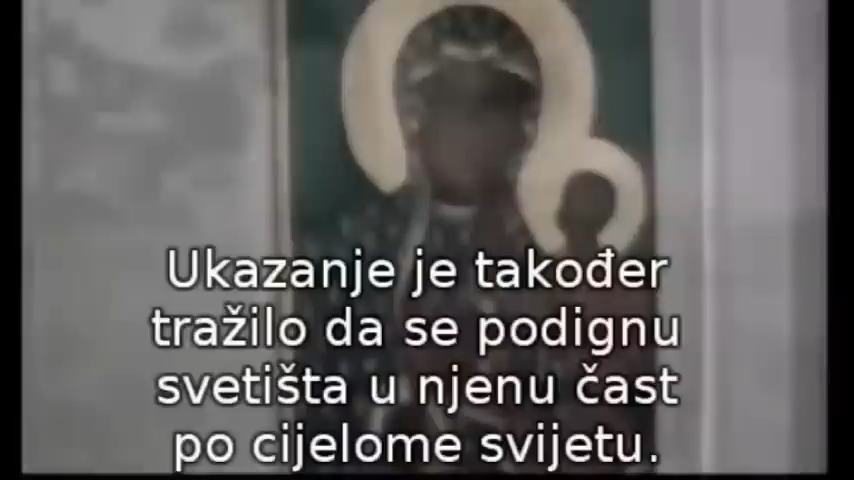 Ukazanje je također
tražilo da se podignu
svetišta u njenu čast
po cijelome svijetu.